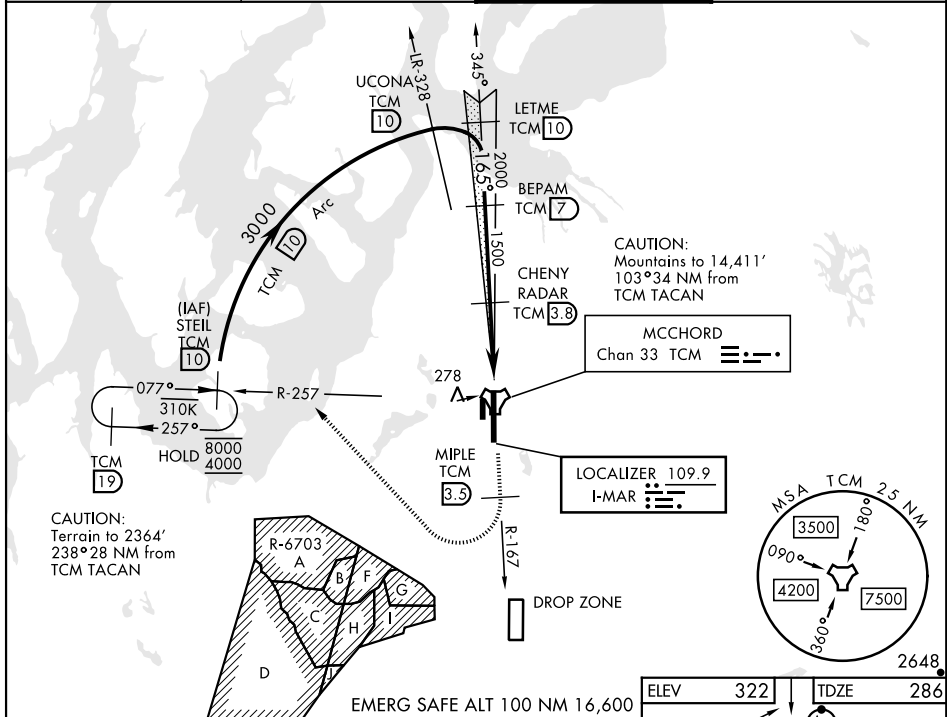 UCONA
TCM
10
LR-328
345°
LETME
TCM 10
2000
165°
BEPAM
TCM 7
1500
3000
Arc
TCM 10
CAUTION:
Mountains to 14,411'
103°34 NM from
TCM TACAN
CHENY
RADAR
TCM 3.8
(IAF)
STEIL
TCM
10
MCCHORD
Chan 33 TCM
077°
310K
257°
R-257
278
HOLD 8000
4000
TCM
19
MIPLE
TCM
3.5
LOCALIZER 109.9
I-MAR
CAUTION:
Terrain to 2364'
238°28 NM from
TCM TACAN
R-167
MSA TCM 25 NM
3500
180°
090°
4200
7500
360°
R-6703
A
B
F
G
C
H
I
D
J
DROP ZONE
2648
EMERG SAFE ALT 100 NM 16,600
ELEV 322
TDZE 286